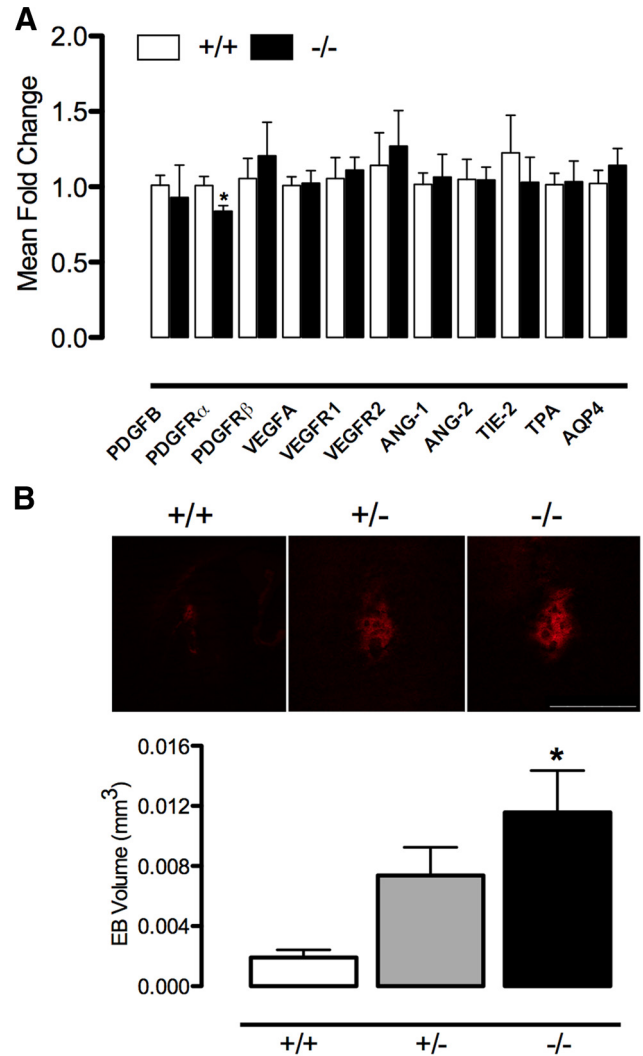 A
2.0
1.5
1.0
0.5
0.0
Mean Fold Change
+/+
-/-
*
PDGFB
PDGFRα
PDGFRβ
VEGFA
VEGFR1
VEGFR2
ANG-1
ANG-2
TIE-2
TPA
AQP4
B
+/+
+/-
-/-
0.016
0.012
0.008
0.004
0.000
EB Volume (mm³)
*
+/+
+/-
-/-